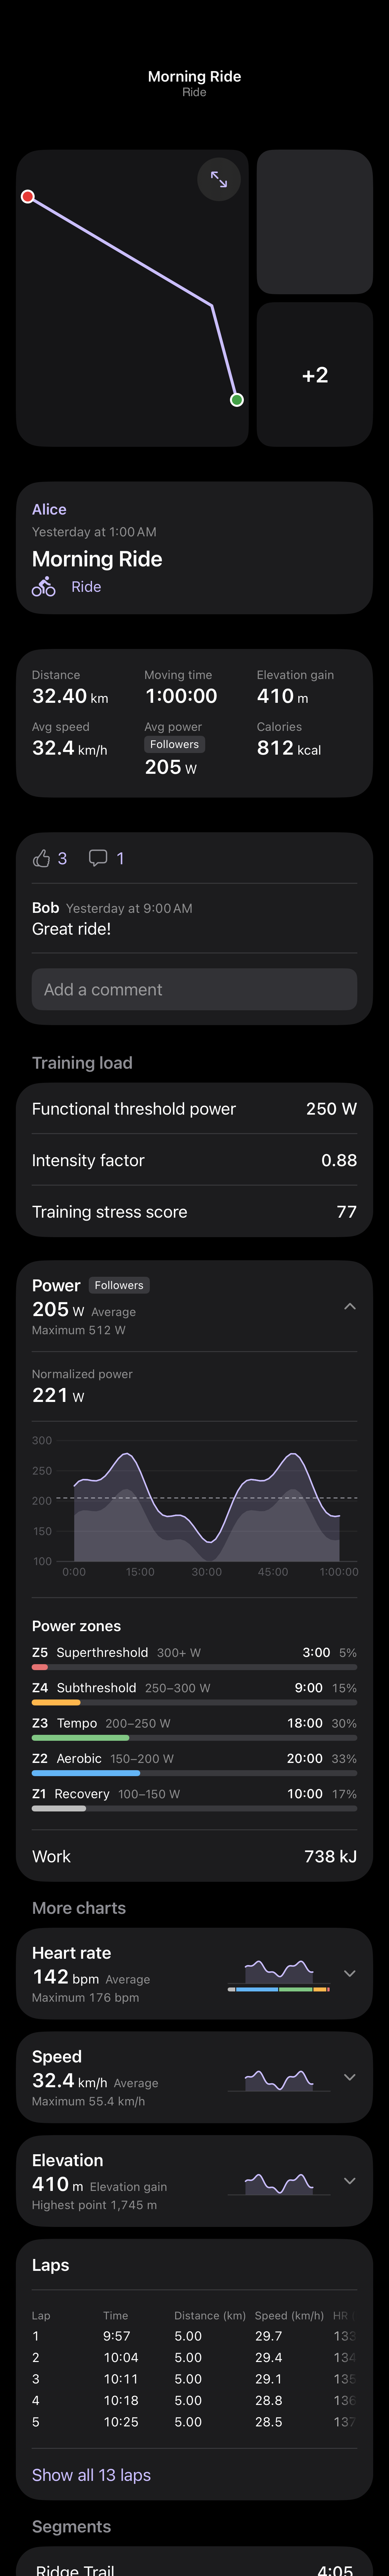 Morning Ride
Ride
+2
Alice
Yesterday at 1:00 AM
Morning Ride
Ride
Distance Moving time Elevation gain
32.40 km 1:00:00 410 m
Avg speed Avg power Calories
32.4 km/h Followers 812 kcal
205 W
3 1
Bob Yesterday at 9:00 AM
Great ride!
Add a comment
Training load
Functional threshold power 250 W
Intensity factor 0.88
Training stress score 77
Power Followers
205 W Average
Maximum 512 W
Normalized power
221 W
300
250
200
150
100
0:00 15:00 30:00 45:00 1:00:00
Power zones
Z5 Superthreshold 300+ W 3:00 5%
Z4 Subthreshold 250–300 W 9:00 15%
Z3 Tempo 200–250 W 18:00 30%
Z2 Aerobic 150–200 W 20:00 33%
Z1 Recovery 100–150 W 10:00 17%
Work 738 kJ
More charts
Heart rate
142 bpm Average
Maximum 176 bpm
Speed
32.4 km/h Average
Maximum 55.4 km/h
Elevation
410 m Elevation gain
Highest point 1,745 m
Laps
Lap Time Distance (km) Speed (km/h) HR
1 9:57 5.00 29.7 133
2 10:04 5.00 29.4 134
3 10:11 5.00 29.1 135
4 10:18 5.00 28.8 136
5 10:25 5.00 28.5 137
Show all 13 laps
Segments
Ridge Trail 4:05